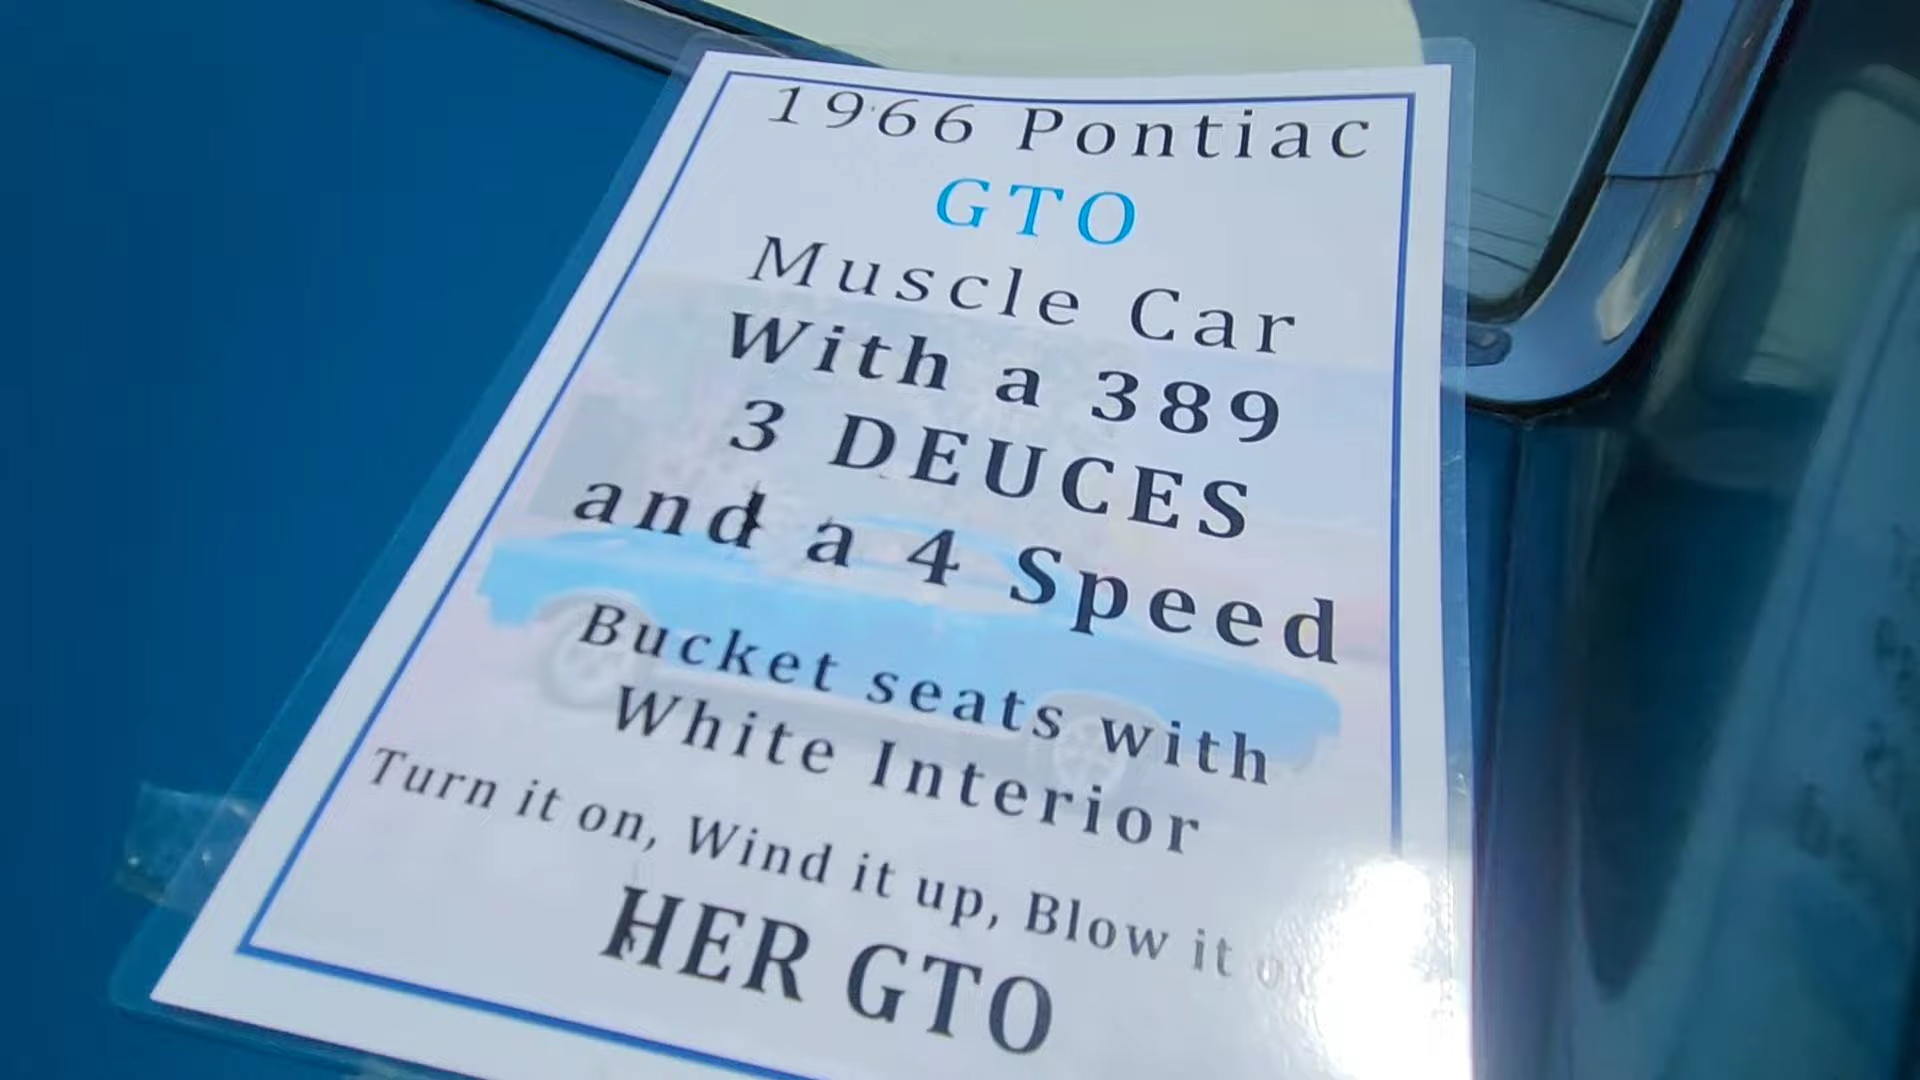 1966 Pontiac
GTO
Muscle Car
With a 389
3 DEUCES
and a 4 Speed
Bucket seats with
White Interior
Turn it on, Wind it up, Blow it
HER GTO